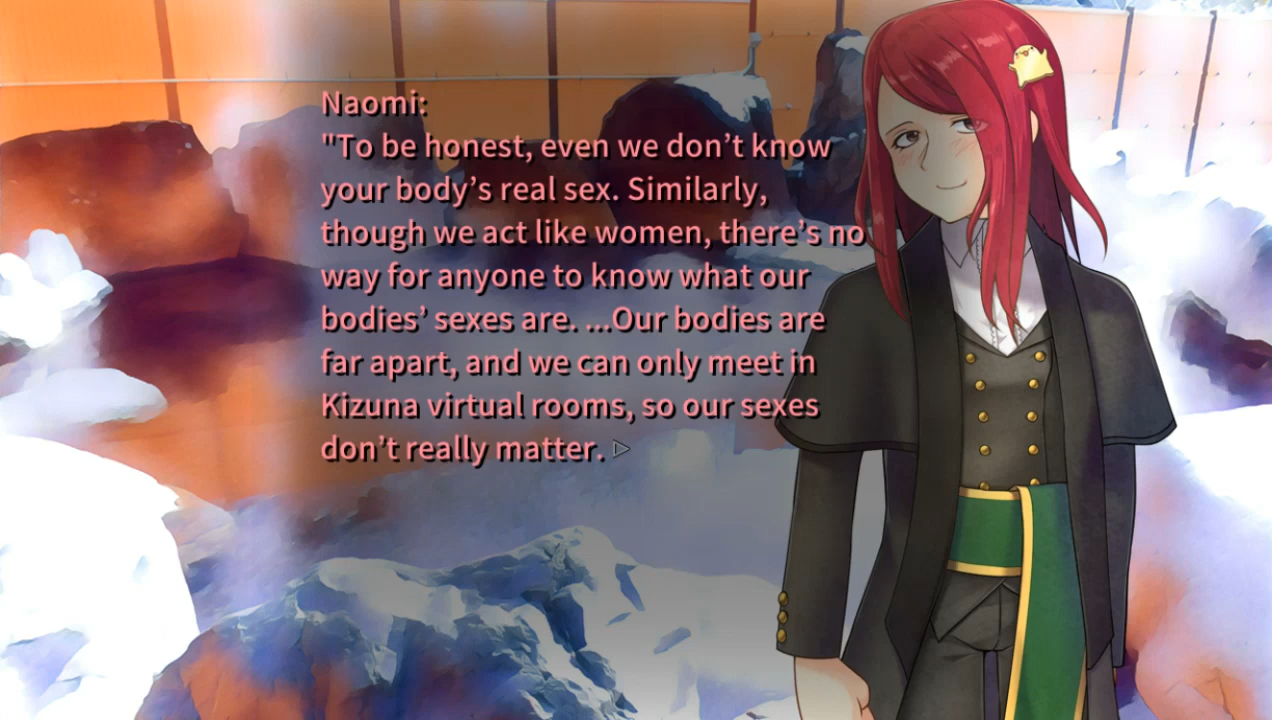 Naomi:
"To be honest, even we don’t know
your body’s real sex. Similarly,
though we act like women, there’s no
way for anyone to know what our
bodies’ sexes are. ...Our bodies are
far apart, and we can only meet in
Kizuna virtual rooms, so our sexes
don’t really matter.